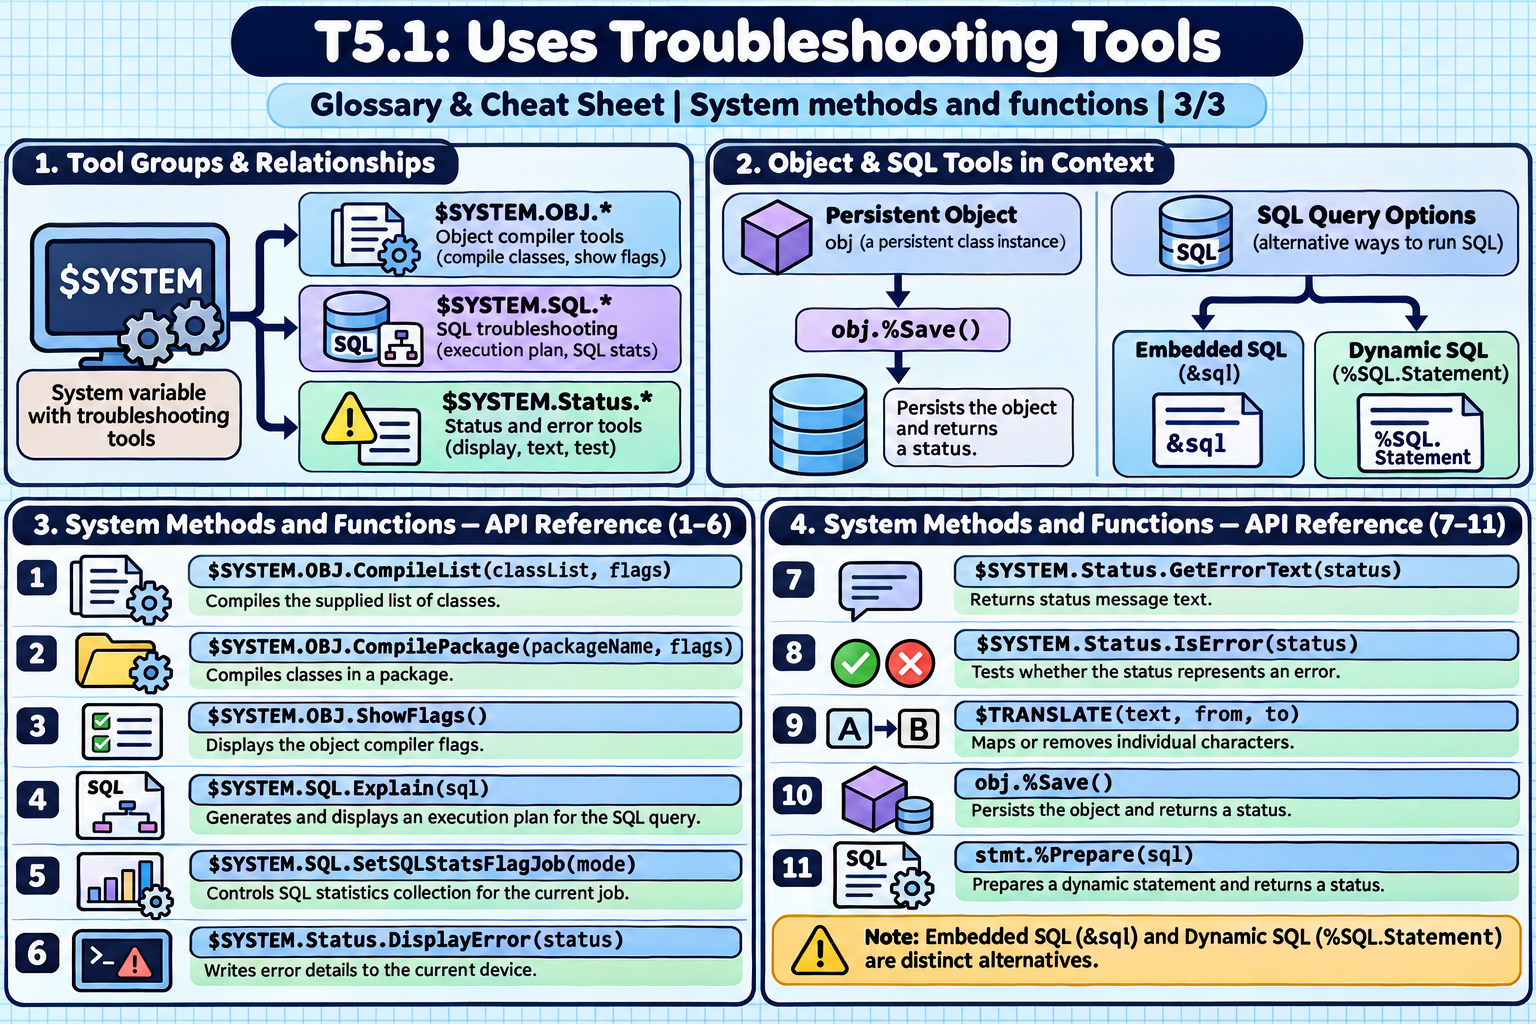 T5.1: Uses Troubleshooting Tools
Glossary & Cheat Sheet | System methods and functions | 3/3
1. Tool Groups & Relationships
$SYSTEM
System variable
with troubleshooting
tools
$SYSTEM.OBJ.*
Object compiler tools
(compile classes, show flags)
SQL
$SYSTEM.SQL.*
SQL troubleshooting
(execution plan, SQL stats)
$SYSTEM.Status.*
Status and error tools
(display, text, test)
2. Object & SQL Tools in Context
Persistent Object
obj (a persistent class instance)
obj.%Save()
Persists the object
and returns
a status.
SQL
SQL Query Options
(alternative ways to run SQL)
Embedded SQL
(&sql)
&sql
Dynamic SQL
(%SQL.Statement)
%SQL.
Statement
3. System Methods and Functions — API Reference (1–6)
1
$SYSTEM.OBJ.CompileList(classList, flags)
Compiles the supplied list of classes.
2
$SYSTEM.OBJ.CompilePackage(packageName, flags)
Compiles classes in a package.
3
$SYSTEM.OBJ.ShowFlags()
Displays the object compiler flags.
4
SQL
$SYSTEM.SQL.Explain(sql)
Generates and displays an execution plan for the SQL query.
5
$SYSTEM.SQL.SetSQLStatsFlagJob(mode)
Controls SQL statistics collection for the current job.
6
>_
$SYSTEM.Status.DisplayError(status)
Writes error details to the current device.
4. System Methods and Functions — API Reference (7–11)
7
$SYSTEM.Status.GetErrorText(status)
Returns status message text.
8
$SYSTEM.Status.IsError(status)
Tests whether the status represents an error.
9
A B
$TRANSLATE(text, from, to)
Maps or removes individual characters.
10
obj.%Save()
Persists the object and returns a status.
11
SQL
stmt.%Prepare(sql)
Prepares a dynamic statement and returns a status.
Note: Embedded SQL (&sql) and Dynamic SQL (%SQL.Statement)
are distinct alternatives.